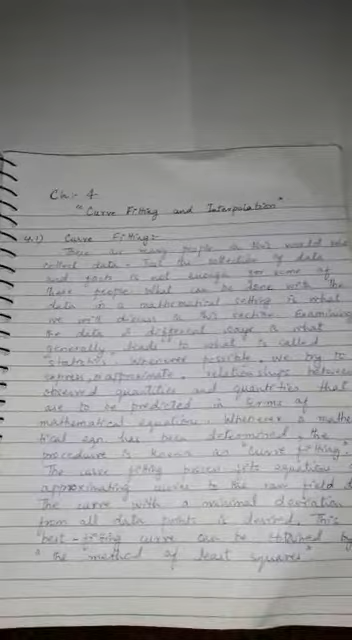 Ch: 4
"Curve Fitting and Interpolation"
4.1) Curve Fitting:-
There are many people in this world who
collect data. Just the collection of data
and facts is not enough for some of
these people. What can be done with the
data in a mathematical setting is what
we will discuss in this section. Examining
the data in different ways is what
generally leads to what is called
"statistics". Whenever possible, we try to
express, or approximate, relationships between
observed quantities and quantities that
are to be predicted in terms of
mathematical equation. Whenever a mathe
tical eqn. has been determined, the
procedure is known as "curve fitting".
The curve fitting process fits equation
approximating curves to the raw field d
The curve with a minimal deviation
from all data points is desired. This
best-fitting curve can be obtained by
"the method of least squares".